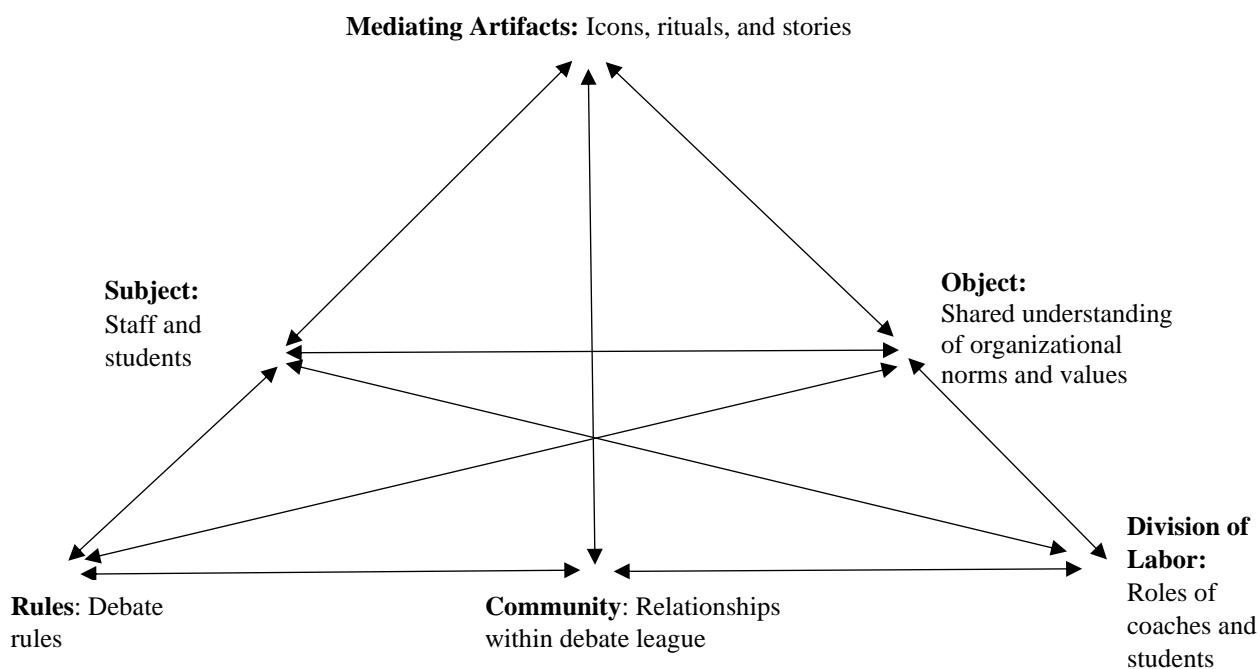 Mediating Artifacts: Icons, rituals, and stories
Subject:
Staff and
students
Object:
Shared understanding
of organizational
norms and values
Rules: Debate
rules
Community: Relationships
within debate league
Division of
Labor:
Roles of
coaches and
students